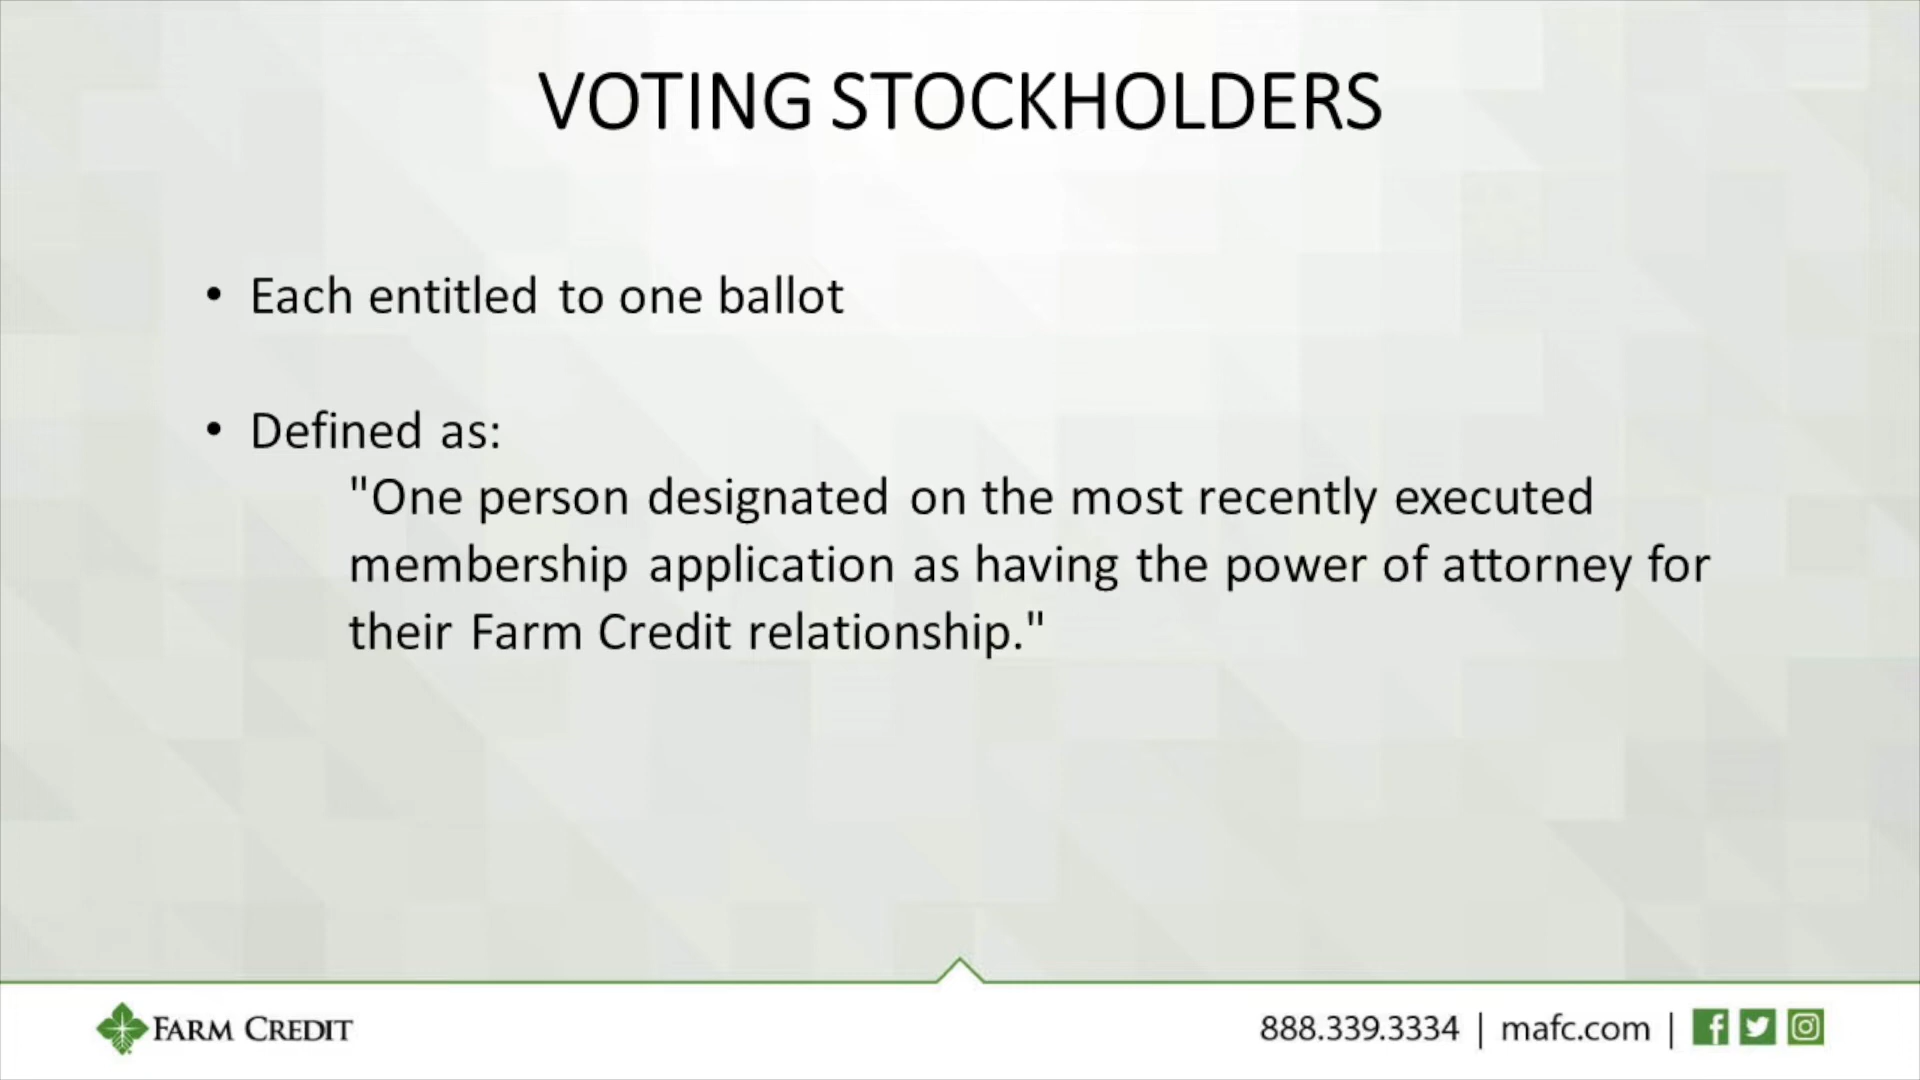 VOTING STOCKHOLDERS
• Each entitled to one ballot
• Defined as:
"One person designated on the most recently executed
membership application as having the power of attorney for
their Farm Credit relationship."
FARM CREDIT
888.339.3334 | mafc.com |